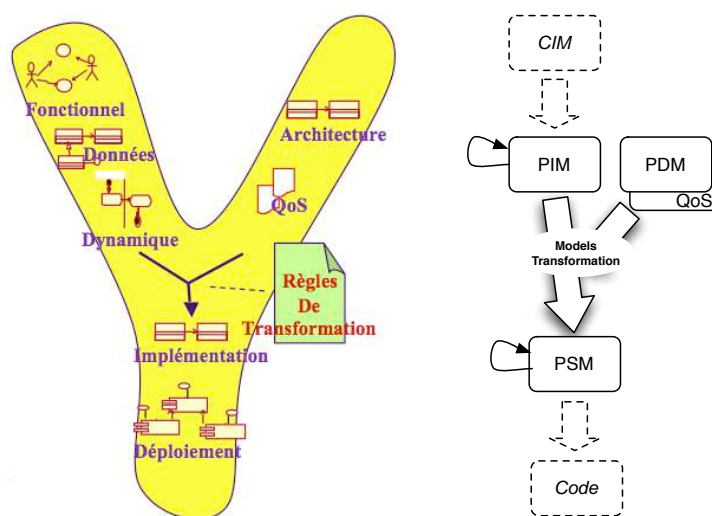 Fonctionnel
Données
Dynamique
Architecture
QoS
Règles
De
Transformation
Implémentation
Déploiement
CIM
PIM
PDM
QoS
Models
Transformation
PSM
Code